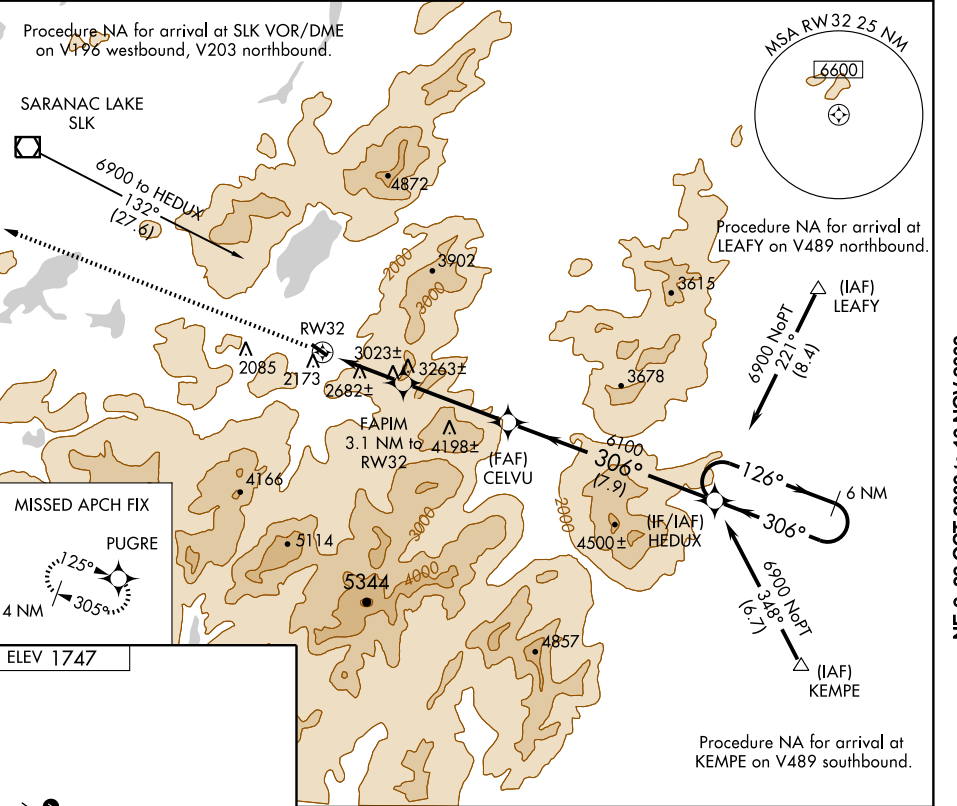 Procedure NA for arrival at SLK VOR/DME
on V196 westbound, V203 northbound.
MSA RW32 25 NM
6600
SARANAC LAKE
SLK
6900 to HEDUX
132°
(27.6)
4872
Procedure NA for arrival at
LEAFY on V489 northbound.
2000
3902
3000
3615
(IAF)
LEAFY
6900 NoPT
221°
(8.4)
RW32
3023±
3263±
2085
2173
2682±
3678
FAPIM
3.1 NM to
RW32
4198±
(FAF)
CELVU
6100
306°
(7.9)
126°
6 NM
306°
4166
2000
(IF/IAF)
HEDUX
4500±
MISSED APCH FIX
PUGRE
125°
305°
4 NM
3000
5114
4000
5344
6900 NoPT
348°
(6.7)
4857
(IAF)
KEMPE
ELEV 1747
Procedure NA for arrival at
KEMPE on V489 southbound.